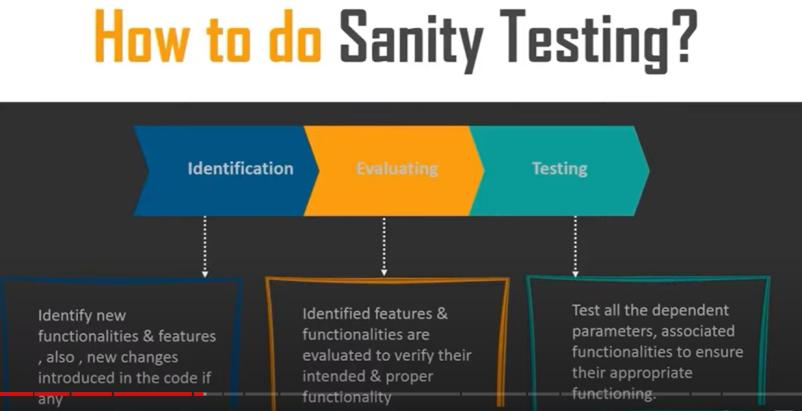 How to do Sanity Testing?
Identification
Evaluating
Testing
Identify new
functionalities & features
, also , new changes
introduced in the code if
any
Identified features &
functionalities are
evaluated to verify their
intended & proper
functionality
Test all the dependent
parameters, associated
functionalities to ensure
their appropriate
functioning.